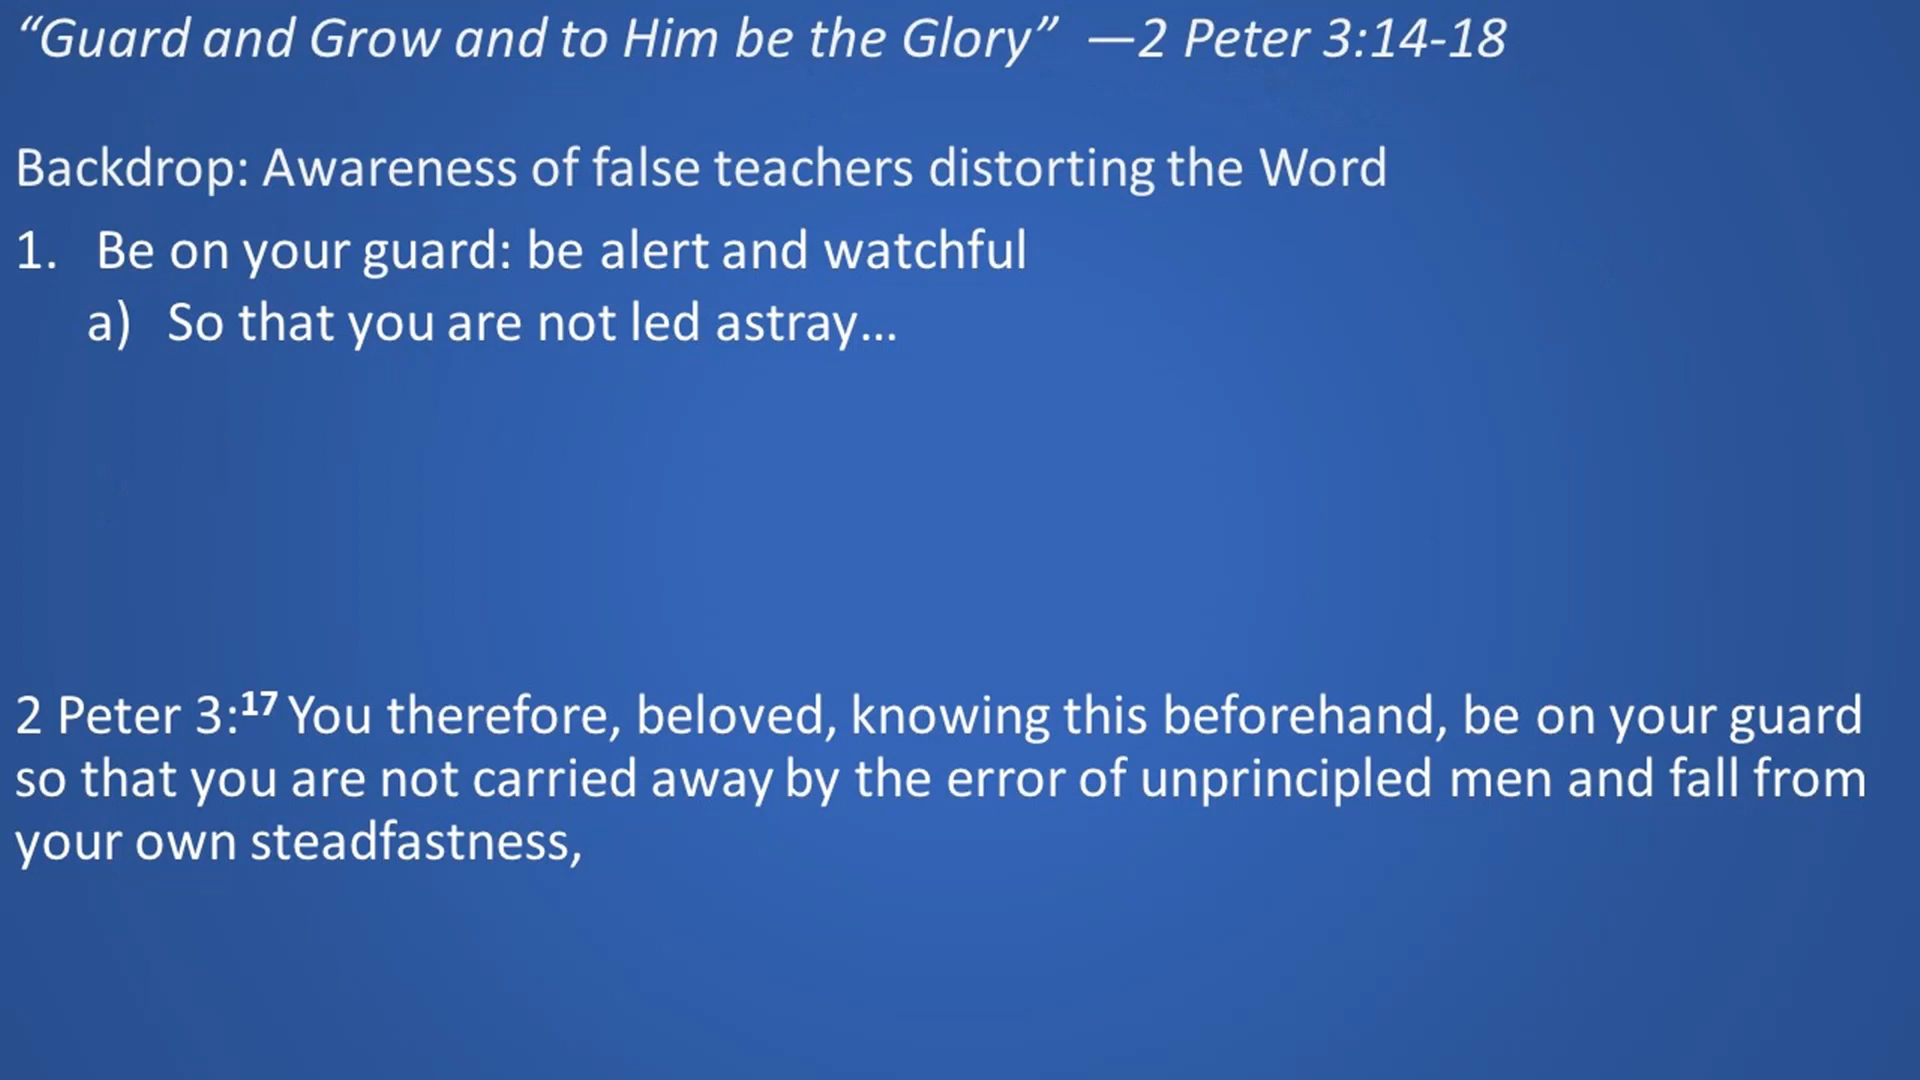 “Guard and Grow and to Him be the Glory” —2 Peter 3:14-18
Backdrop: Awareness of false teachers distorting the Word
1. Be on your guard: be alert and watchful
a) So that you are not led astray...
2 Peter 3:17 You therefore, beloved, knowing this beforehand, be on your guard
so that you are not carried away by the error of unprincipled men and fall from
your own steadfastness,